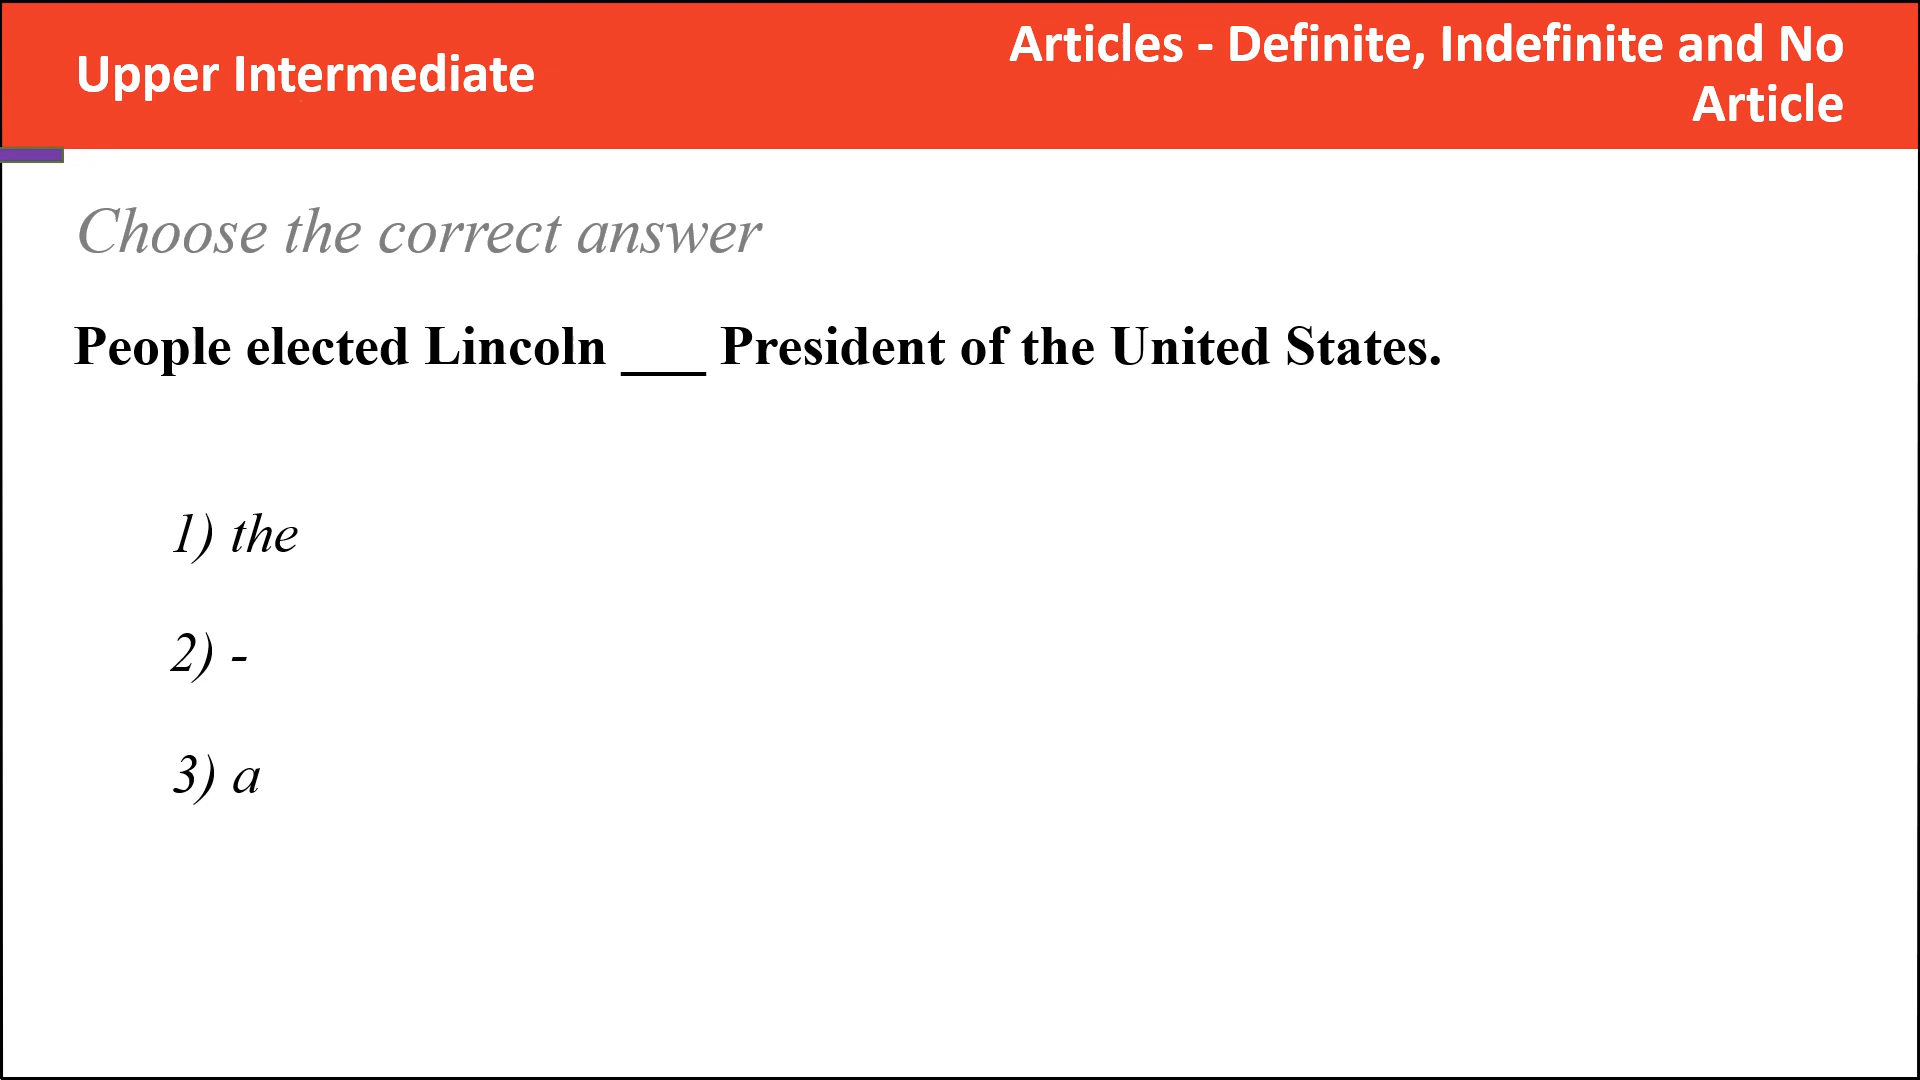 Upper Intermediate
Articles - Definite, Indefinite and No
Article
Choose the correct answer
People elected Lincoln ___ President of the United States.
1) the
2) -
3) a